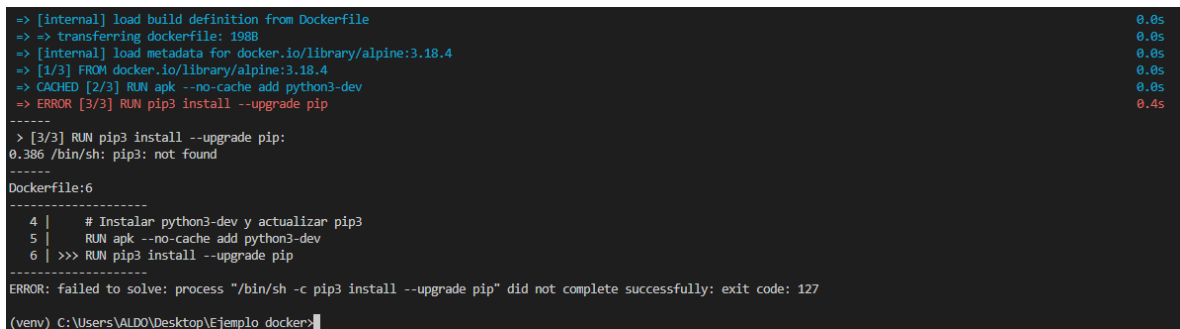 => [internal] load build definition from Dockerfile 0.0s
=> => transferring dockerfile: 198B 0.0s
=> [internal] load metadata for docker.io/library/alpine:3.18.4 0.0s
=> [1/3] FROM docker.io/library/alpine:3.18.4 0.0s
=> CACHED [2/3] RUN apk --no-cache add python3-dev 0.0s
=> ERROR [3/3] RUN pip3 install --upgrade pip 0.4s
------
> [3/3] RUN pip3 install --upgrade pip:
0.386 /bin/sh: pip3: not found
------
Dockerfile:6
--------------------
4 | # Instalar python3-dev y actualizar pip3
5 | RUN apk --no-cache add python3-dev
6 | >>> RUN pip3 install --upgrade pip
--------------------
ERROR: failed to solve: process "/bin/sh -c pip3 install --upgrade pip" did not complete successfully: exit code: 127
(venv) C:\Users\ALDO\Desktop\Ejemplo docker>